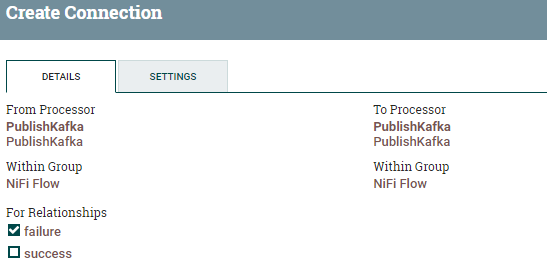 Create Connection
DETAILS SETTINGS
From Processor To Processor
PublishKafka PublishKafka
PublishKafka PublishKafka
Within Group Within Group
NiFi Flow NiFi Flow
For Relationships
failure
success